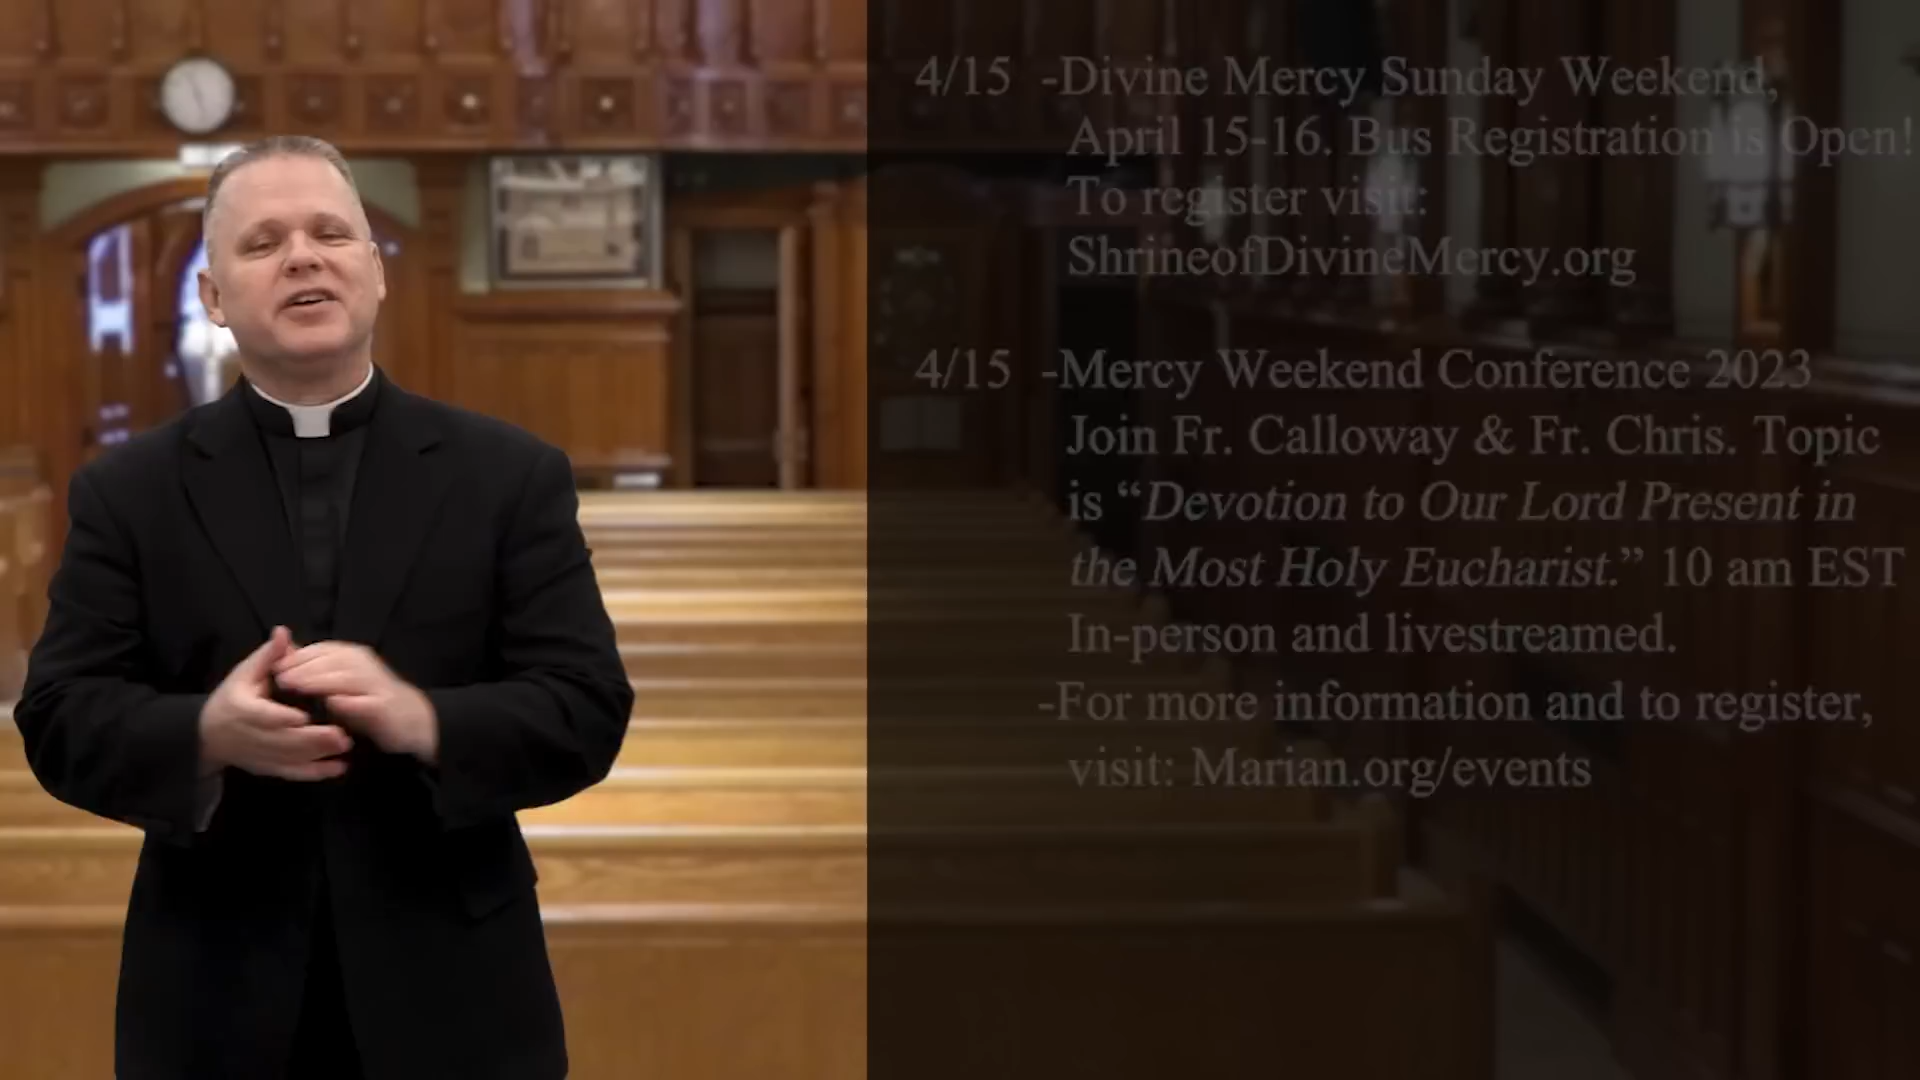 4/15 -Divine Mercy Sunday Weekend,
April 15-16. Bus Registration is Open!
To register visit:
ShrineofDivineMercy.org
4/15 -Mercy Weekend Conference 2023
Join Fr. Calloway & Fr. Chris. Topic
is “Devotion to Our Lord Present in
the Most Holy Eucharist.” 10 am EST
In-person and livestreamed.
-For more information and to register,
visit: Marian.org/events